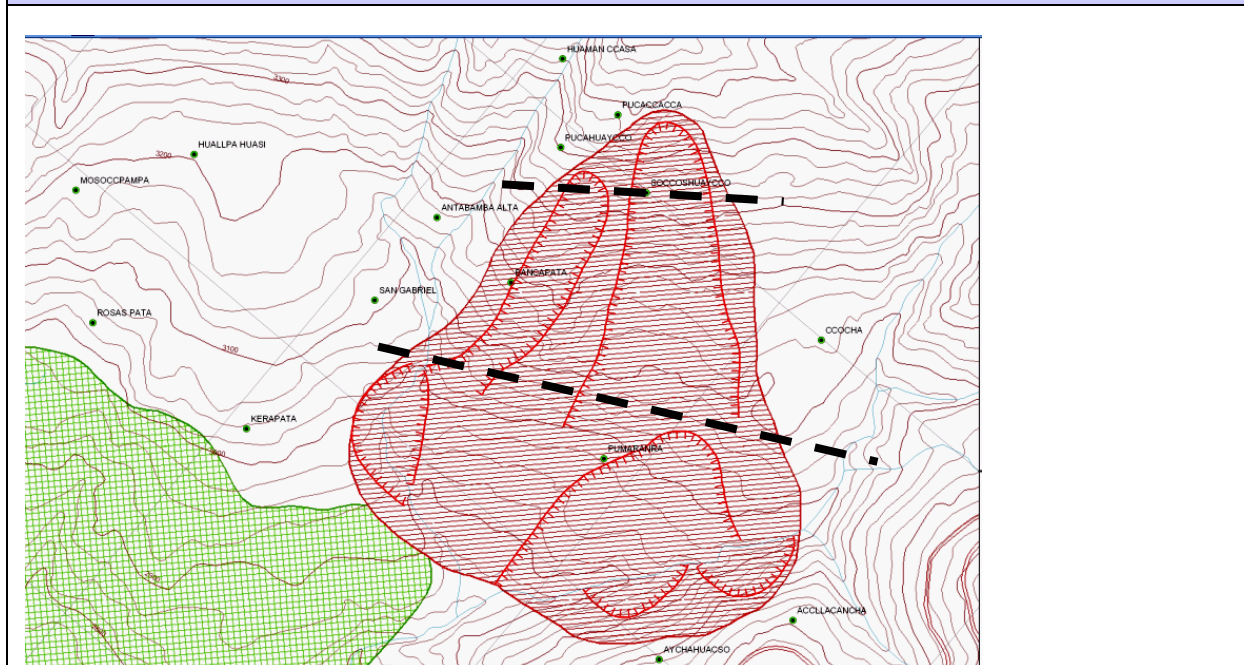 HUAMAN CCASA
3300
PUCACCACCA
PUCAHUAYCCO
HUALLPA HUASI
3200
MOSOCCPAMPA
SOCCOSHUAYCCO
ANTABAMBA ALTA
PANCAPATA
SAN GABRIEL
ROSAS PATA
CCOCHA
3100
KERAPATA
PUMARANRA
ACCLLACANCHA
AYCHAHUACSO